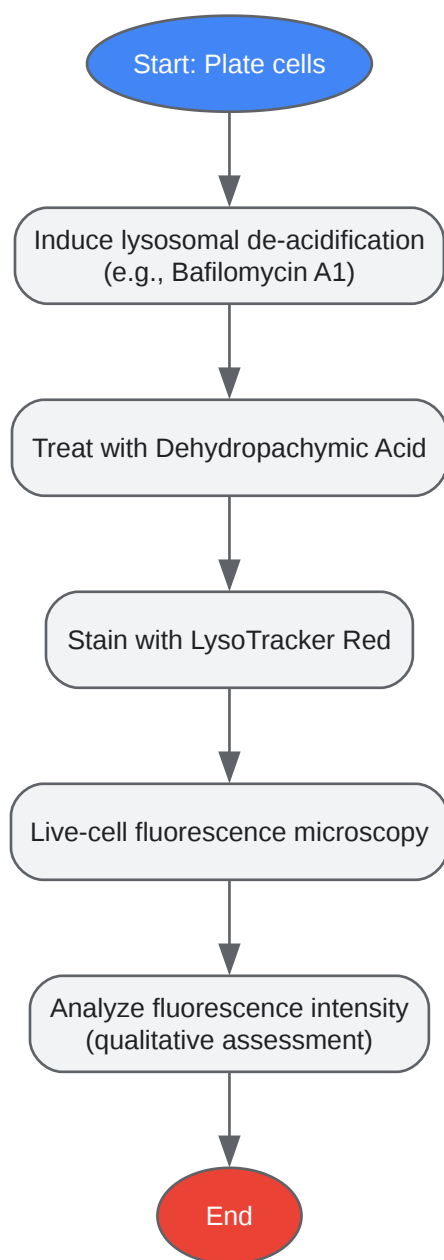 Start: Plate cells
Induce lysosomal de-acidification
(e.g., Bafilomycin A1)
Treat with Dehydropachymic Acid
Stain with LysoTracker Red
Live-cell fluorescence microscopy
Analyze fluorescence intensity
(qualitative assessment)
End